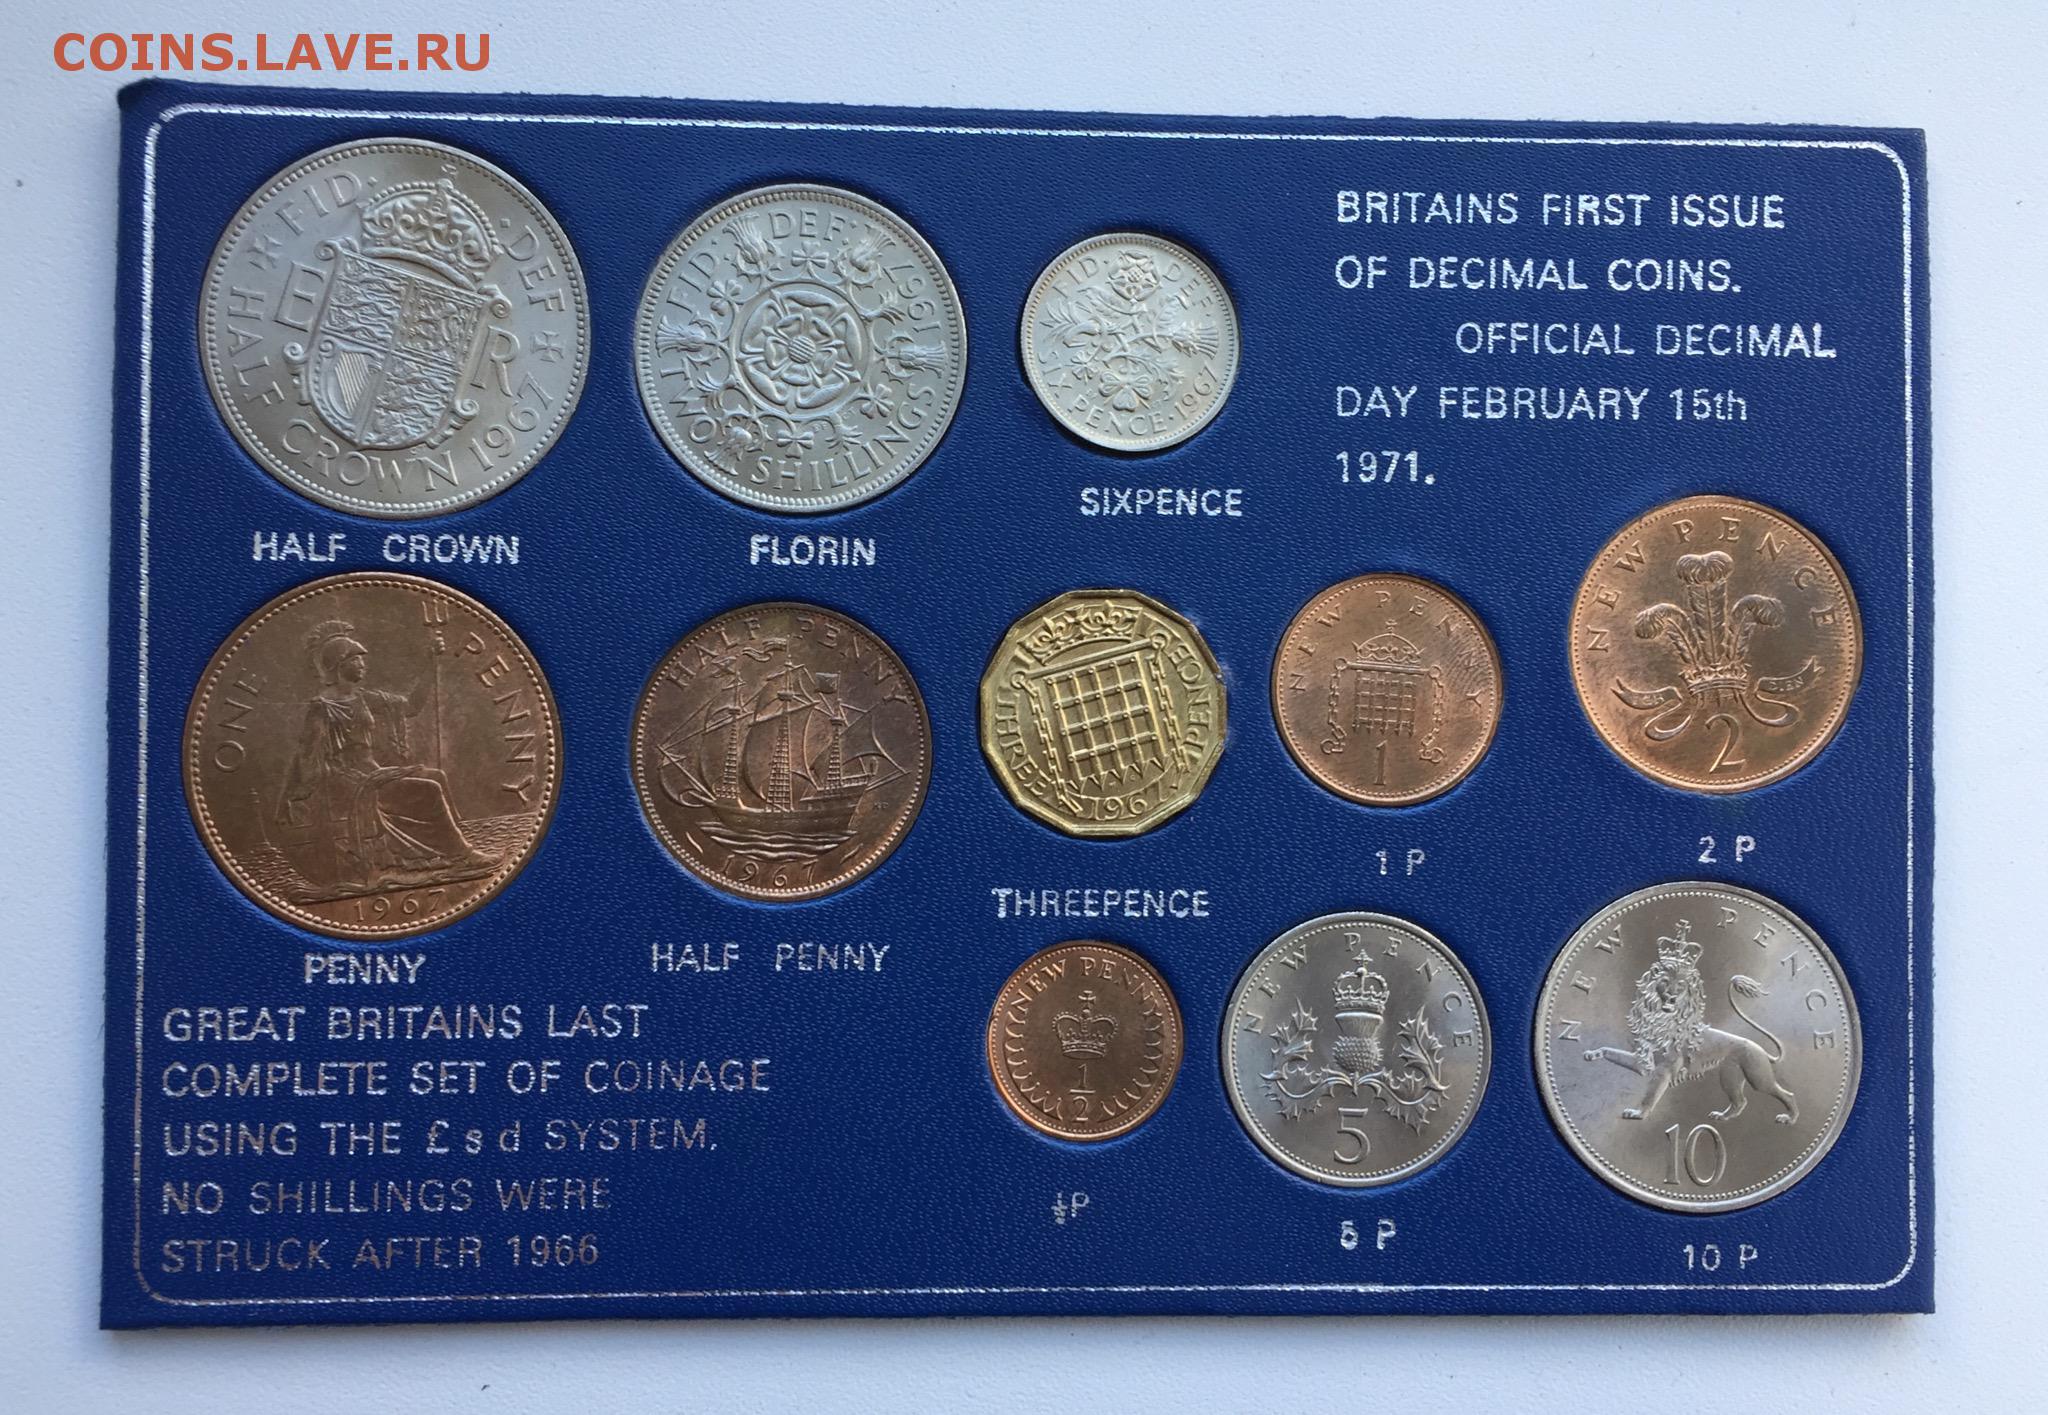 COINS.LAVE.RU
FID. DEF HALF CROWN 1967
E R
HALF CROWN
FID. DEF: 1967 TWO SHILLINGS
FLORIN
FID. DEF SIX PENCE 1967
SIXPENCE
BRITAINS FIRST ISSUE
OF DECIMAL COINS.
OFFICIAL DECIMAL
DAY FEBRUARY 15th
1971.
ONE PENNY
1967
PENNY
HALF PENNY
1967
HALF PENNY
THREE PENCE
1967
THREEPENCE
NEW PENNY
1
1 P
NEW PENCE
2
2 P
GREAT BRITAINS LAST
COMPLETE SET OF COINAGE
USING THE £ s d SYSTEM,
NO SHILLINGS WERE
STRUCK AFTER 1966
NEW PENNY
1/2
½P
NEW PENCE
5
5 P
NEW PENCE
10
10 P